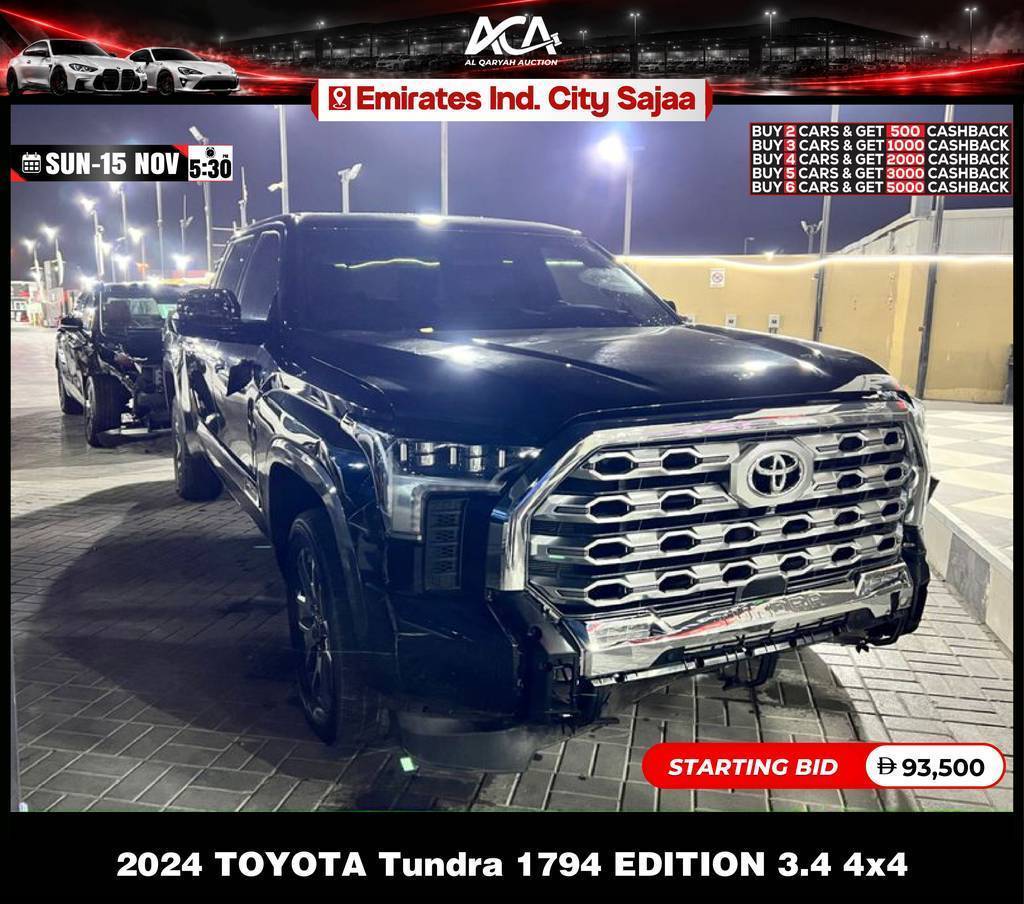 ACA
AL QARYAH AUCTION
Emirates Ind. City Sajaa
SUN-15 NOV 5:30 PM
BUY 2 CARS & GET 500 CASHBACK
BUY 3 CARS & GET 1000 CASHBACK
BUY 4 CARS & GET 2000 CASHBACK
BUY 5 CARS & GET 3000 CASHBACK
BUY 6 CARS & GET 5000 CASHBACK
STARTING BID 93,500
2024 TOYOTA Tundra 1794 EDITION 3.4 4x4